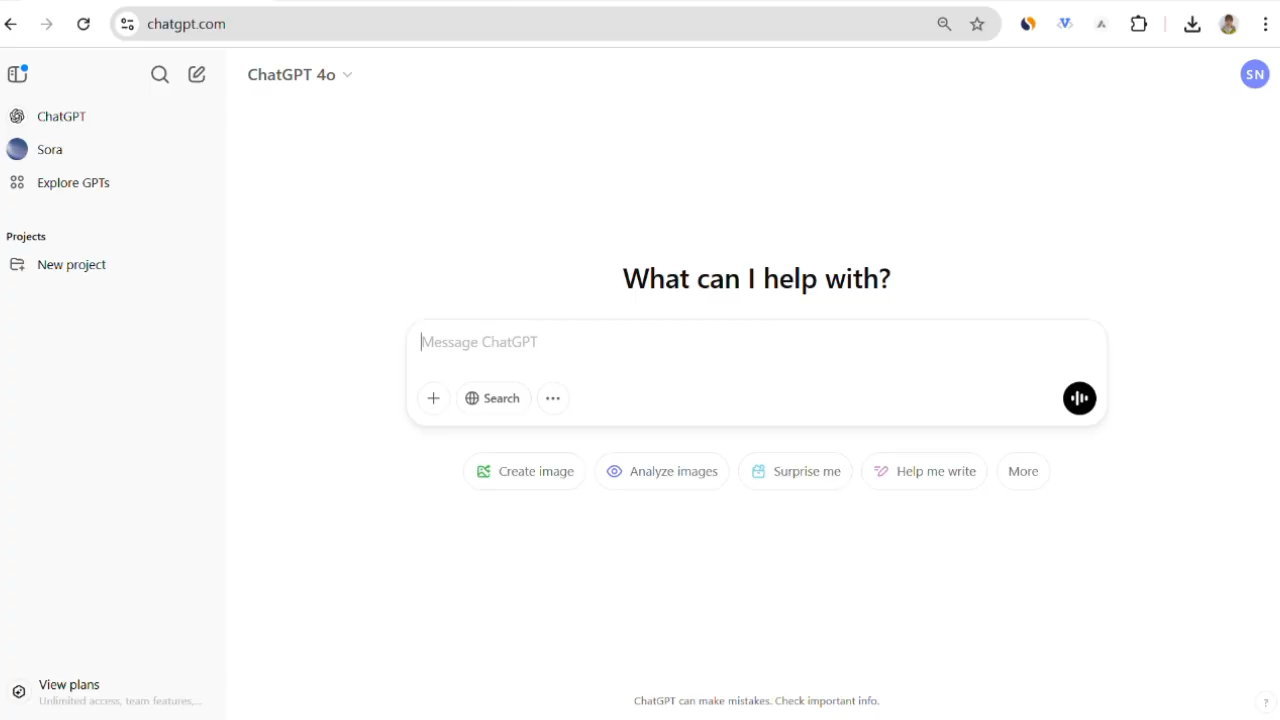 chatgpt.com
ChatGPT 4o
SN
ChatGPT
Sora
Explore GPTs
Projects
New project
What can I help with?
Message ChatGPT
Search
Create image
Analyze images
Surprise me
Help me write
More
View plans
Unlimited access, team features,...
ChatGPT can make mistakes. Check important info.
?